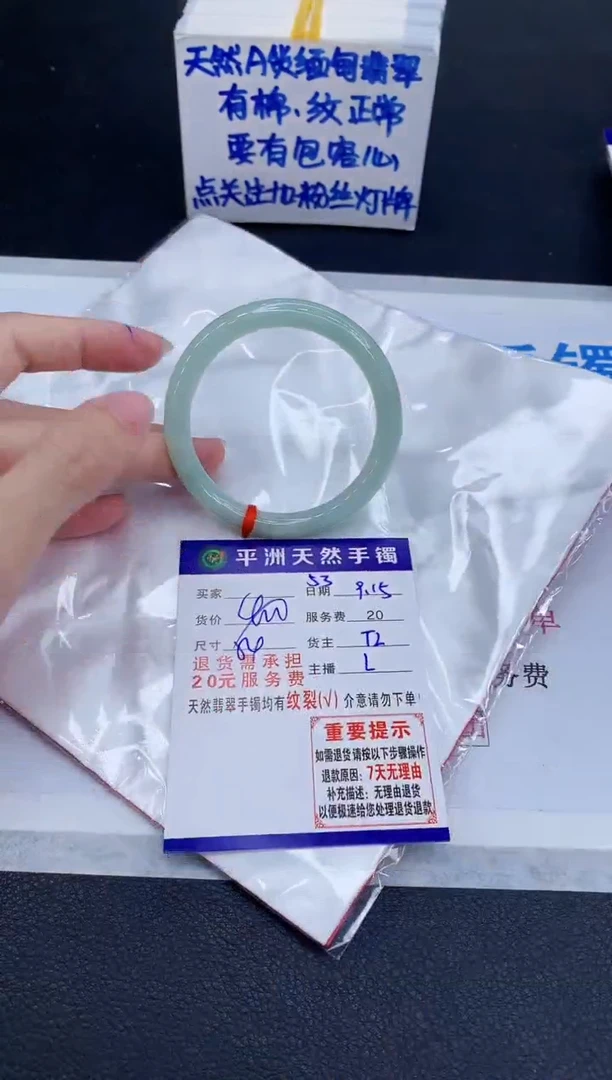 天然A货缅甸翡翠
有棉、纹正常
要有包容心
点关注加粉丝灯牌
手镯
平洲天然手镯
买家 日期 9.15
53
货价 400 服务费 20
尺寸 货主 T2
退货需承担 主播 L
20元服务费
天然翡翠手镯均有纹裂(√) 介意请勿下单!
重要提示
如需退货请按以下步骤操作
退款原因：7天无理由
补充描述：无理由退货
以便极速给您处理退货退款
单
务费